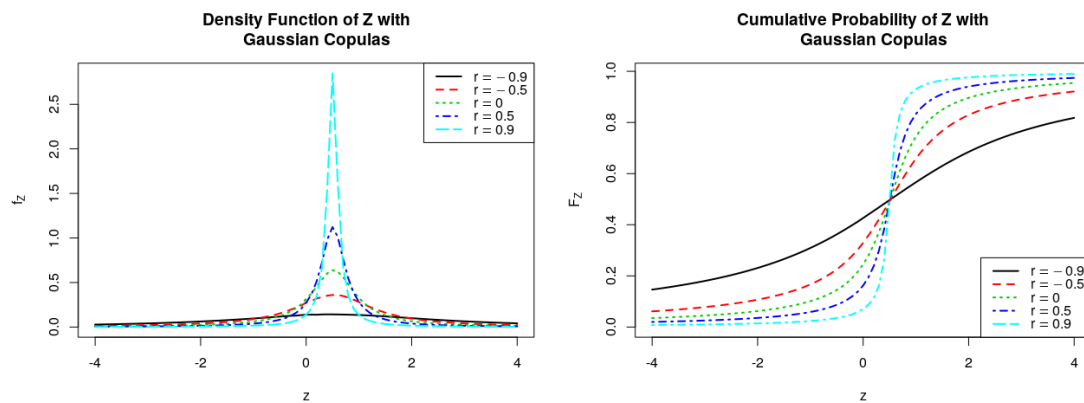 Density Function of Z with
Gaussian Copulas
f_Z
2.5
2.0
1.5
1.0
0.5
0.0
r = − 0.9
r = − 0.5
r = 0
r = 0.5
r = 0.9
-4
-2
0
2
4
z
Cumulative Probability of Z with
Gaussian Copulas
F_Z
1.0
0.8
0.6
0.4
0.2
0.0
r = − 0.9
r = − 0.5
r = 0
r = 0.5
r = 0.9
-4
-2
0
2
4
z